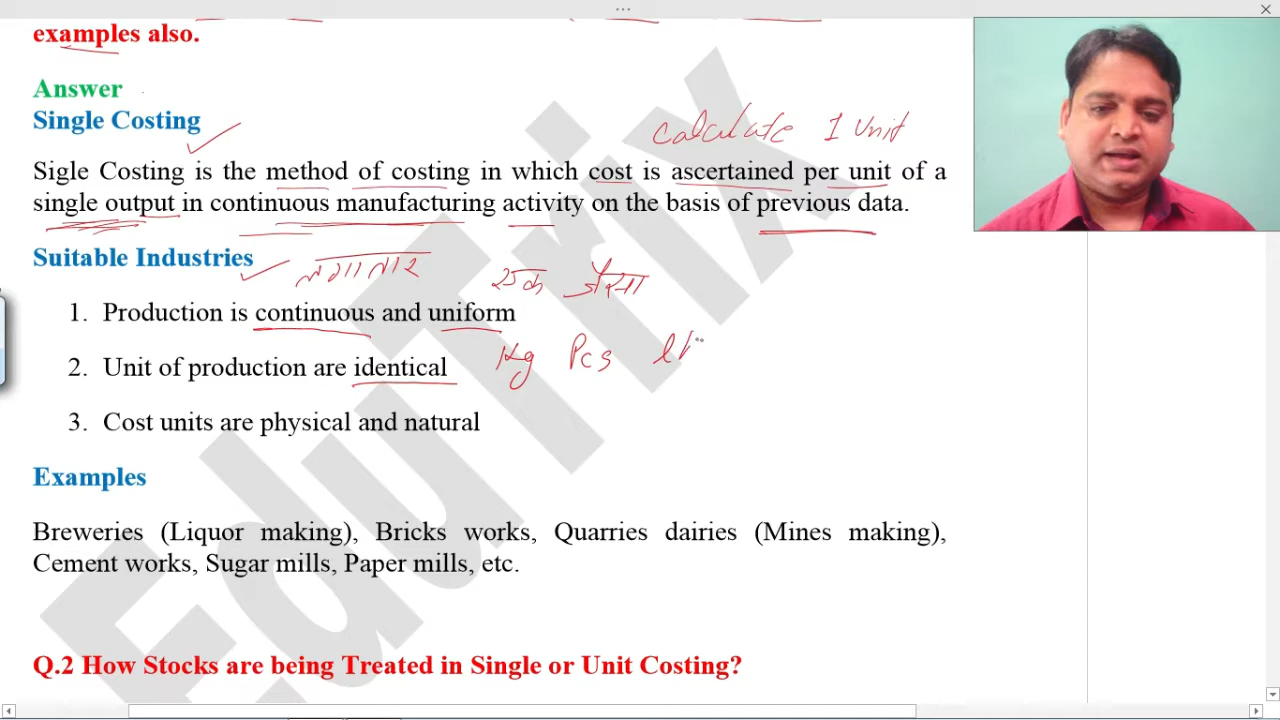 examples also.
Answer
Single Costing
calculate 1 Unit
Sigle Costing is the method of costing in which cost is ascertained per unit of a
single output in continuous manufacturing activity on the basis of previous data.
Suitable Industries
लगातार एक जैसा
1. Production is continuous and uniform
2. Unit of production are identical
Kg Pcs
3. Cost units are physical and natural
Examples
Breweries (Liquor making), Bricks works, Quarries dairies (Mines making),
Cement works, Sugar mills, Paper mills, etc.
Q.2 How Stocks are being Treated in Single or Unit Costing?
EduTrix